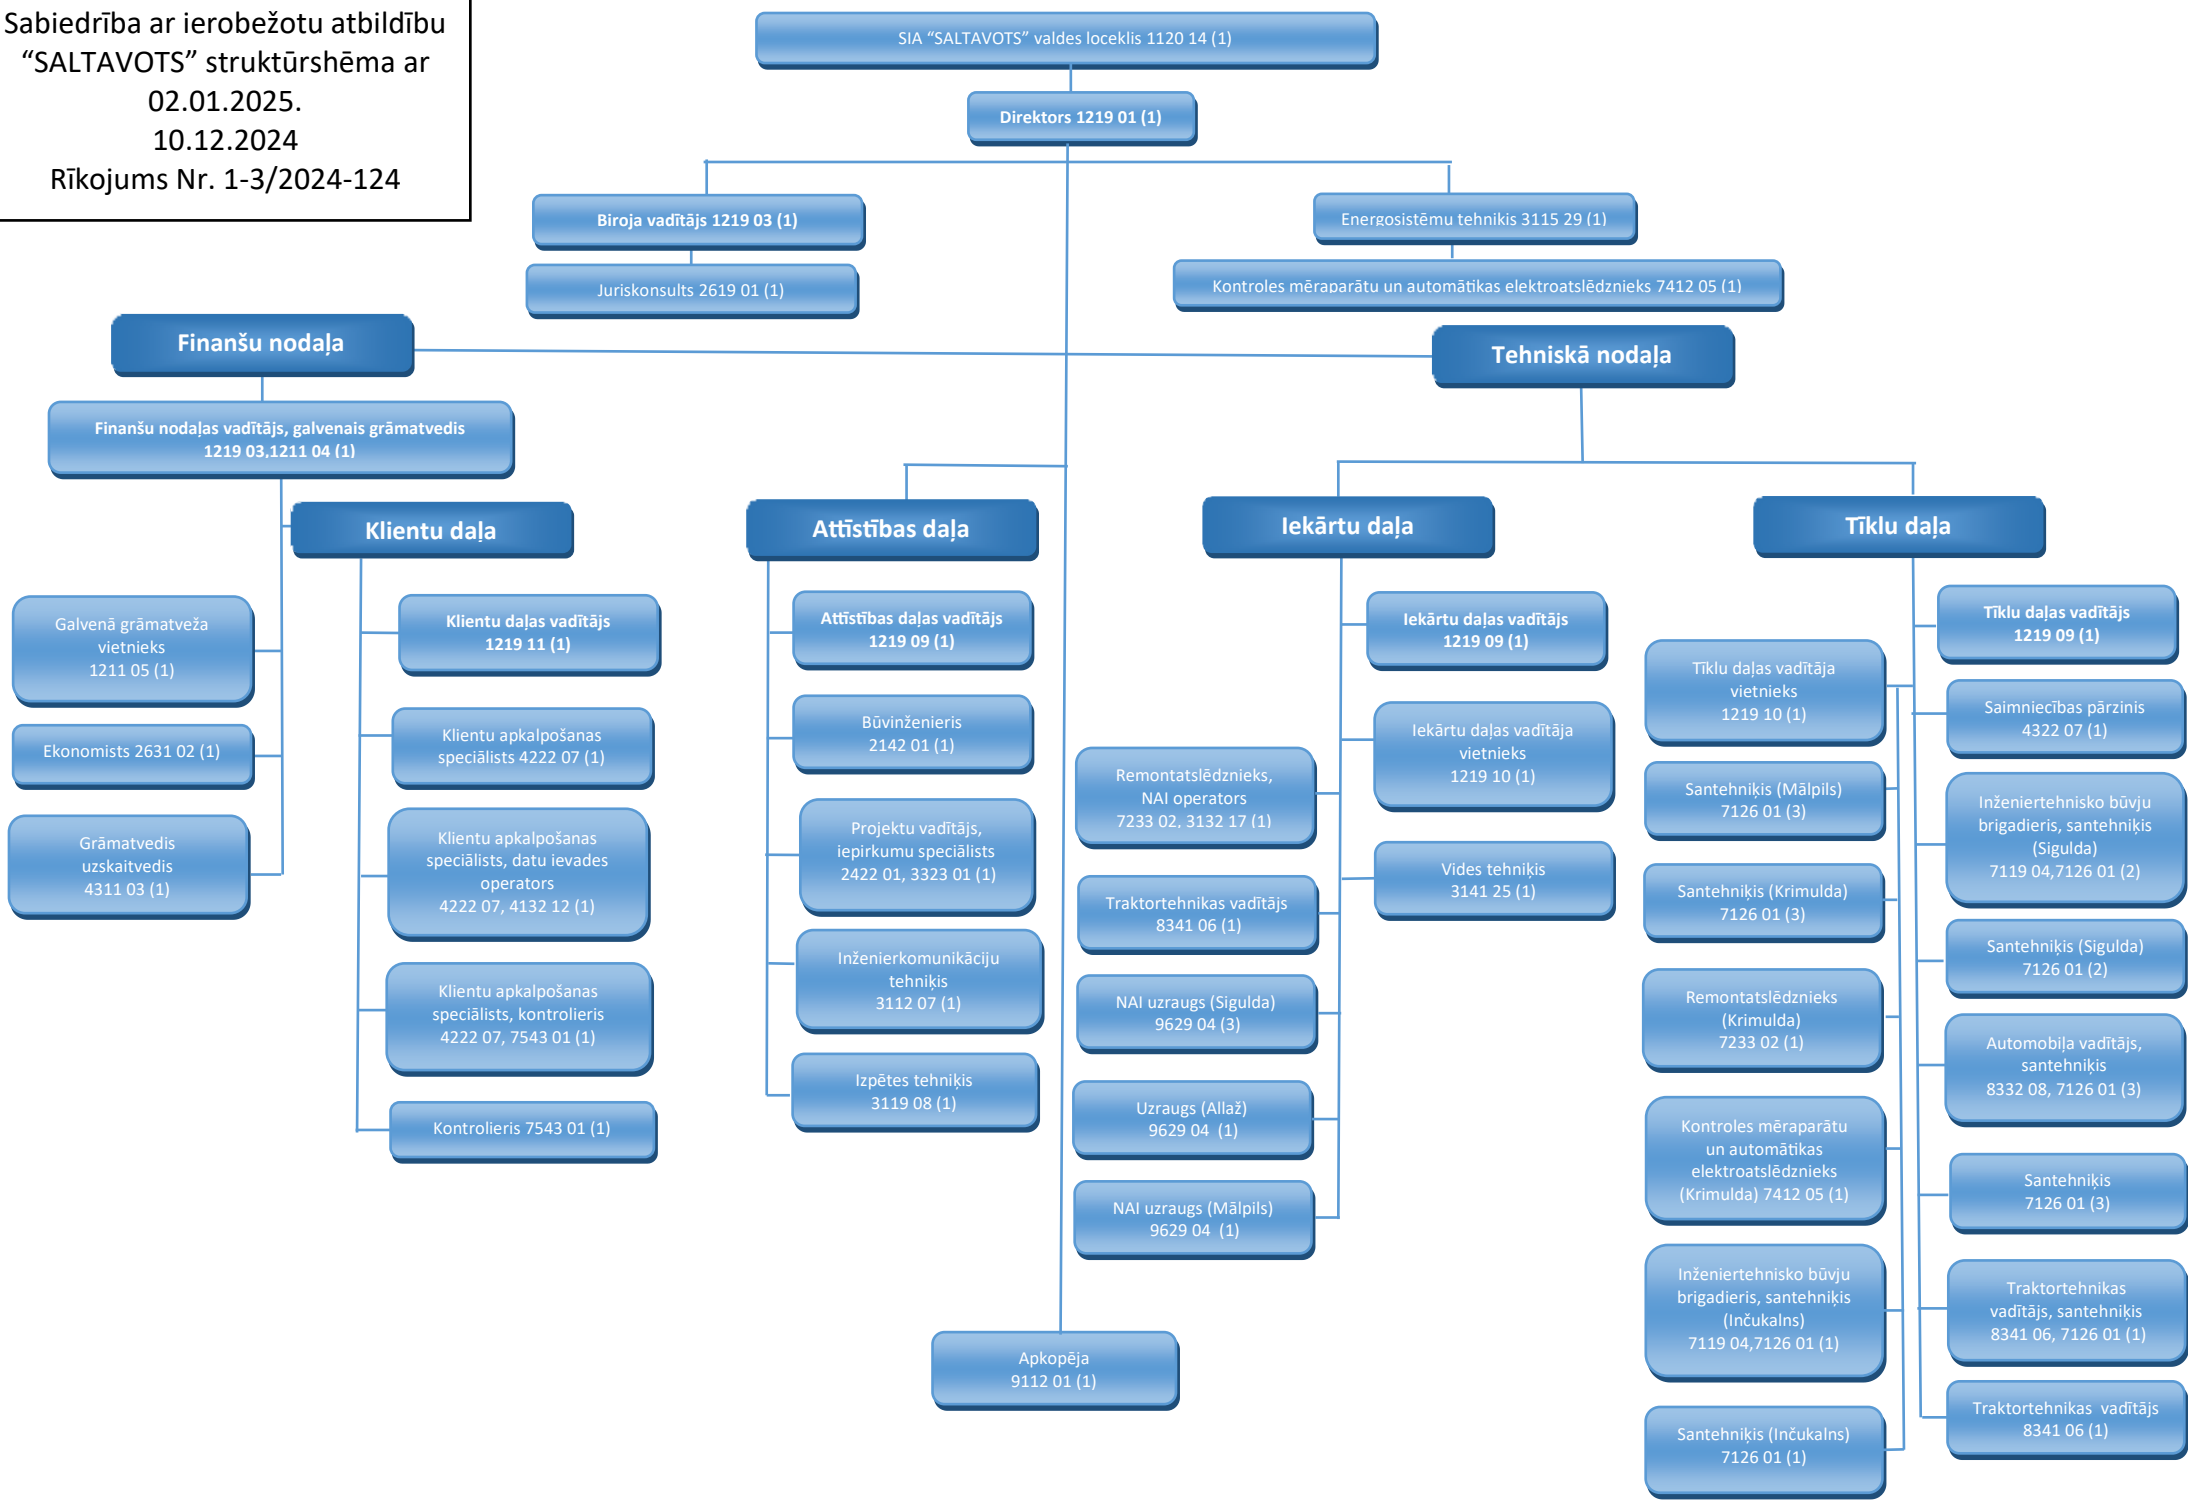 Sabiedrība ar ierobežotu atbildību
“SALTAVOTS” struktūrshēma ar
02.01.2025.
10.12.2024
Rīkojums Nr. 1-3/2024-124
SIA “SALTAVOTS” valdes loceklis 1120 14 (1)
Direktors 1219 01 (1)
Biroja vadītājs 1219 03 (1)
Juriskonsults 2619 01 (1)
Energosistēmu tehnikis 3115 29 (1)
Kontroles mēraparātu un automātikas elektroatslēdznieks 7412 05 (1)
Finanšu nodaļa
Tehniskā nodaļa
Finanšu nodaļas vadītājs, galvenais grāmatvedis
1219 03,1211 04 (1)
Klientu daļa
Attīstības daļa
Iekārtu daļa
Tīklu daļa
Galvenā grāmatveža
vietnieks
1211 05 (1)
Ekonomists 2631 02 (1)
Grāmatvedis
uzskaitvedis
4311 03 (1)
Klientu daļas vadītājs
1219 11 (1)
Klientu apkalpošanas
speciālists 4222 07 (1)
Klientu apkalpošanas
speciālists, datu ievades
operators
4222 07, 4132 12 (1)
Klientu apkalpošanas
speciālists, kontrolieris
4222 07, 7543 01 (1)
Kontrolieris 7543 01 (1)
Attīstības daļas vadītājs
1219 09 (1)
Būvinženieris
2142 01 (1)
Projektu vadītājs,
iepirkumu speciālists
2422 01, 3323 01 (1)
Inženierkomunikāciju
tehniķis
3112 07 (1)
Izpētes tehniķis
3119 08 (1)
Apkopēja
9112 01 (1)
Iekārtu daļas vadītājs
1219 09 (1)
Iekārtu daļas vadītāja
vietnieks
1219 10 (1)
Vides tehniķis
3141 25 (1)
Remontatslēdznieks,
NAI operators
7233 02, 3132 17 (1)
Traktortehnikas vadītājs
8341 06 (1)
NAI uzraugs (Sigulda)
9629 04 (3)
Uzraugs (Allaž)
9629 04  (1)
NAI uzraugs (Mālpils)
9629 04  (1)
Tīklu daļas vadītāja
vietnieks
1219 10 (1)
Santehniķis (Mālpils)
7126 01 (3)
Santehniķis (Krimulda)
7126 01 (3)
Remontatslēdznieks
(Krimulda)
7233 02 (1)
Kontroles mēraparātu
un automātikas
elektroatslēdznieks
(Krimulda) 7412 05 (1)
Inženiertehnisko būvju
brigadieris, santehniķis
(Inčukalns)
7119 04,7126 01 (1)
Santehniķis (Inčukalns)
7126 01 (1)
Tīklu daļas vadītājs
1219 09 (1)
Saimniecības pārzinis
4322 07 (1)
Inženiertehnisko būvju
brigadieris, santehniķis
(Sigulda)
7119 04,7126 01 (2)
Santehniķis (Sigulda)
7126 01 (2)
Automobiļa vadītājs,
santehniķis
8332 08, 7126 01 (3)
Santehniķis
7126 01 (3)
Traktortehnikas
vadītājs, santehniķis
8341 06, 7126 01 (1)
Traktortehnikas  vadītājs
8341 06 (1)